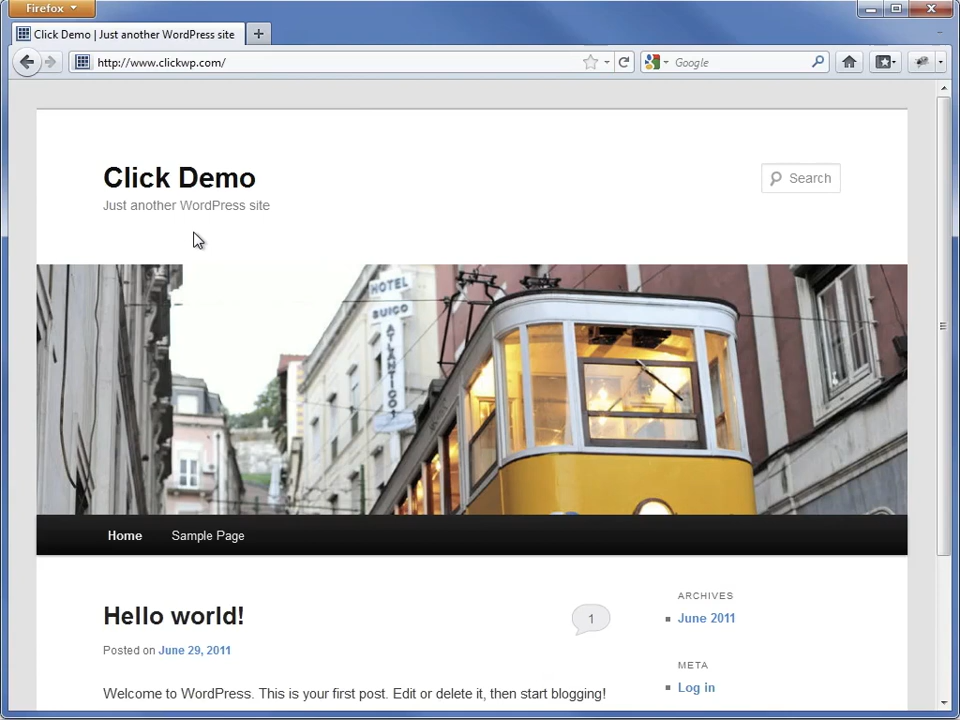 Firefox
Click Demo | Just another WordPress site
http://www.clickwp.com/
Google
Click Demo
Just another WordPress site
Search
HOTEL
SUICO
ATLANTICO
Home
Sample Page
Hello world!
1
Posted on June 29, 2011
Welcome to WordPress. This is your first post. Edit or delete it, then start blogging!
ARCHIVES
June 2011
META
Log in